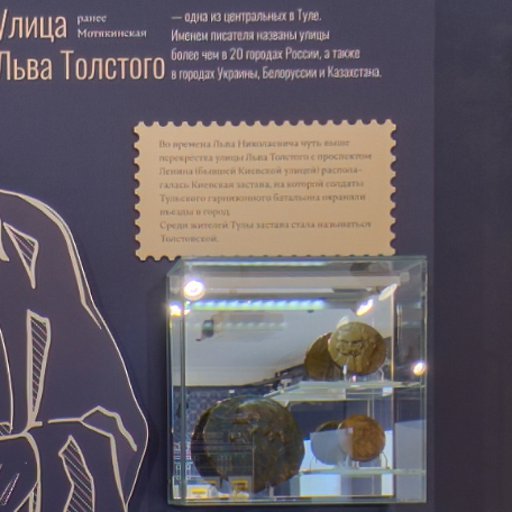 Улица
ранее
Мотякинская
Льва Толстого
— одна из центральных в Туле.
Именем писателя названы улицы
более чем в 20 городах России, а также
в городах Украины, Белоруссии и Казахстана.
Во времена Льва Николаевича чуть выше
перекрестка улицы Льва Толстого с проспектом
Ленина (бывшей Киевской улицей) распола-
галась Киевская застава, на которой солдаты
Тульского гарнизонного батальона охраняли
въезды в город.
Среди жителей Тулы застава стала называться
Толстовской.